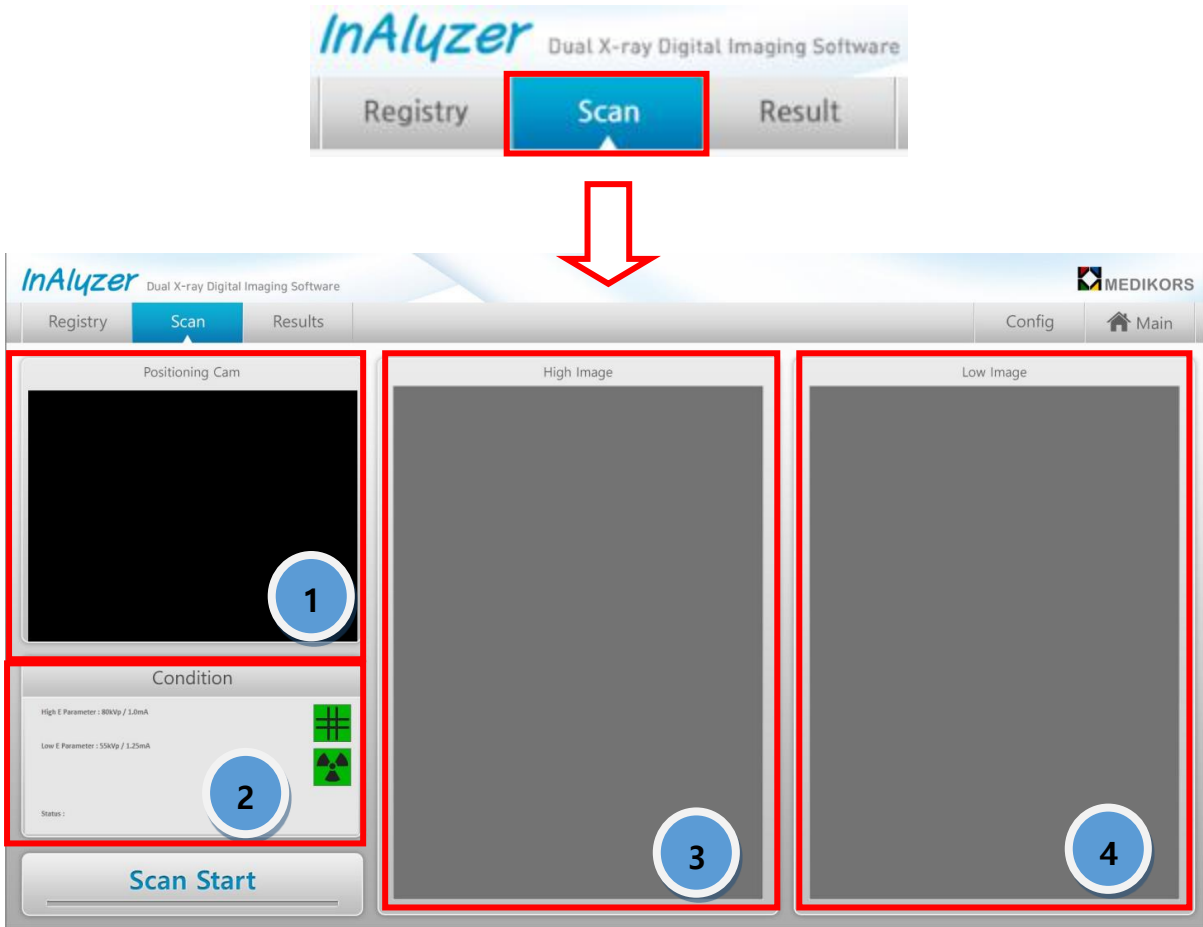 InAlyzer Dual X-ray Digital Imaging Software
Registry Scan Result
InAlyzer Dual X-ray Digital Imaging Software
MEDIKORS
Registry Scan Results Config Main
Positioning Cam
High Image
Low Image
1
Condition
High E Parameter : 80kVp / 1.0mA
Low E Parameter : 55kVp / 1.25mA
Status :
2
3
4
Scan Start